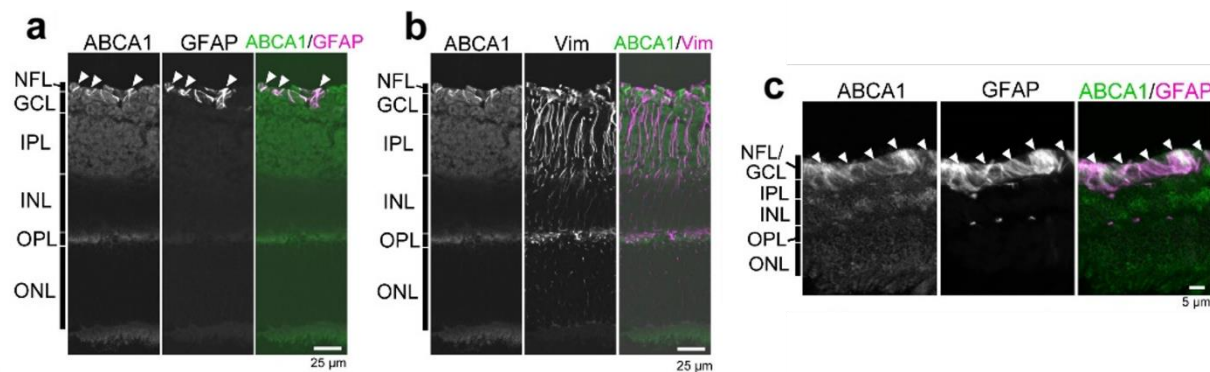 a
ABCA1 GFAP ABCA1/GFAP
NFL
GCL
IPL
INL
OPL
ONL
25 µm
b
ABCA1 Vim ABCA1/Vim
NFL
GCL
IPL
INL
OPL
ONL
25 µm
c
ABCA1 GFAP ABCA1/GFAP
NFL/
GCL
IPL
INL
OPL
ONL
5 µm